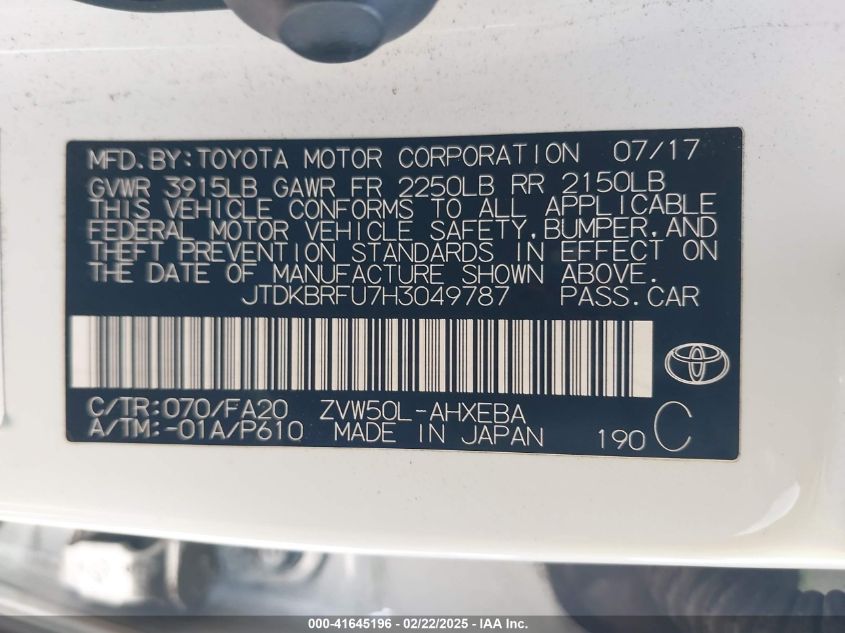 MFD. BY: TOYOTA MOTOR CORPORATION 07/17
GVWR 3915LB GAWR FR 2250LB RR 2150LB
THIS VEHICLE CONFORMS TO ALL APPLICABLE
FEDERAL MOTOR VEHICLE SAFETY, BUMPER, AND
THEFT PREVENTION STANDARDS IN EFFECT ON
THE DATE OF MANUFACTURE SHOWN ABOVE.
JTDKBRFU7H3049787 PASS. CAR
C/TR: 070/FA20 ZVW50L-AHXEBA
A/TM: -01A/P610 MADE IN JAPAN 190 C
000-41645196 - 02/22/2025 - IAA Inc.